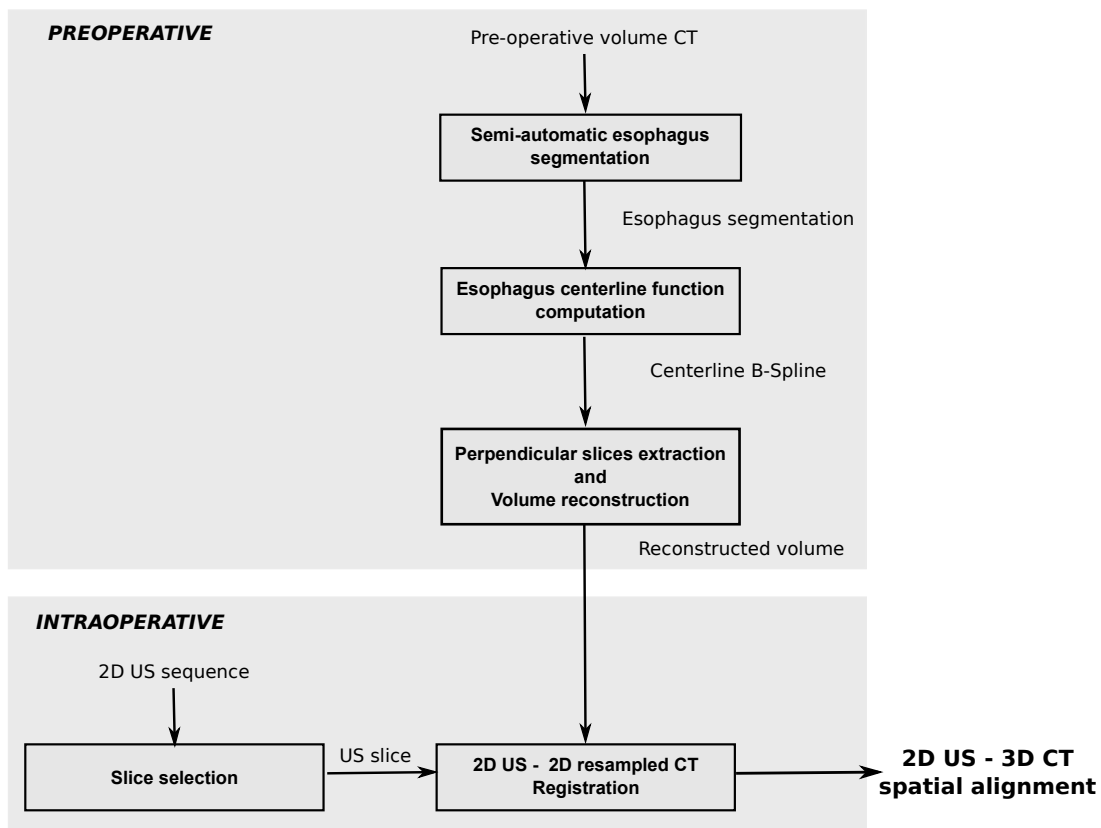 PREOPERATIVE
Pre-operative volume CT
Semi-automatic esophagus
segmentation
Esophagus segmentation
Esophagus centerline function
computation
Centerline B-Spline
Perpendicular slices extraction
and
Volume reconstruction
Reconstructed volume
INTRAOPERATIVE
2D US sequence
Slice selection
US slice
2D US - 2D resampled CT
Registration
2D US - 3D CT
spatial alignment